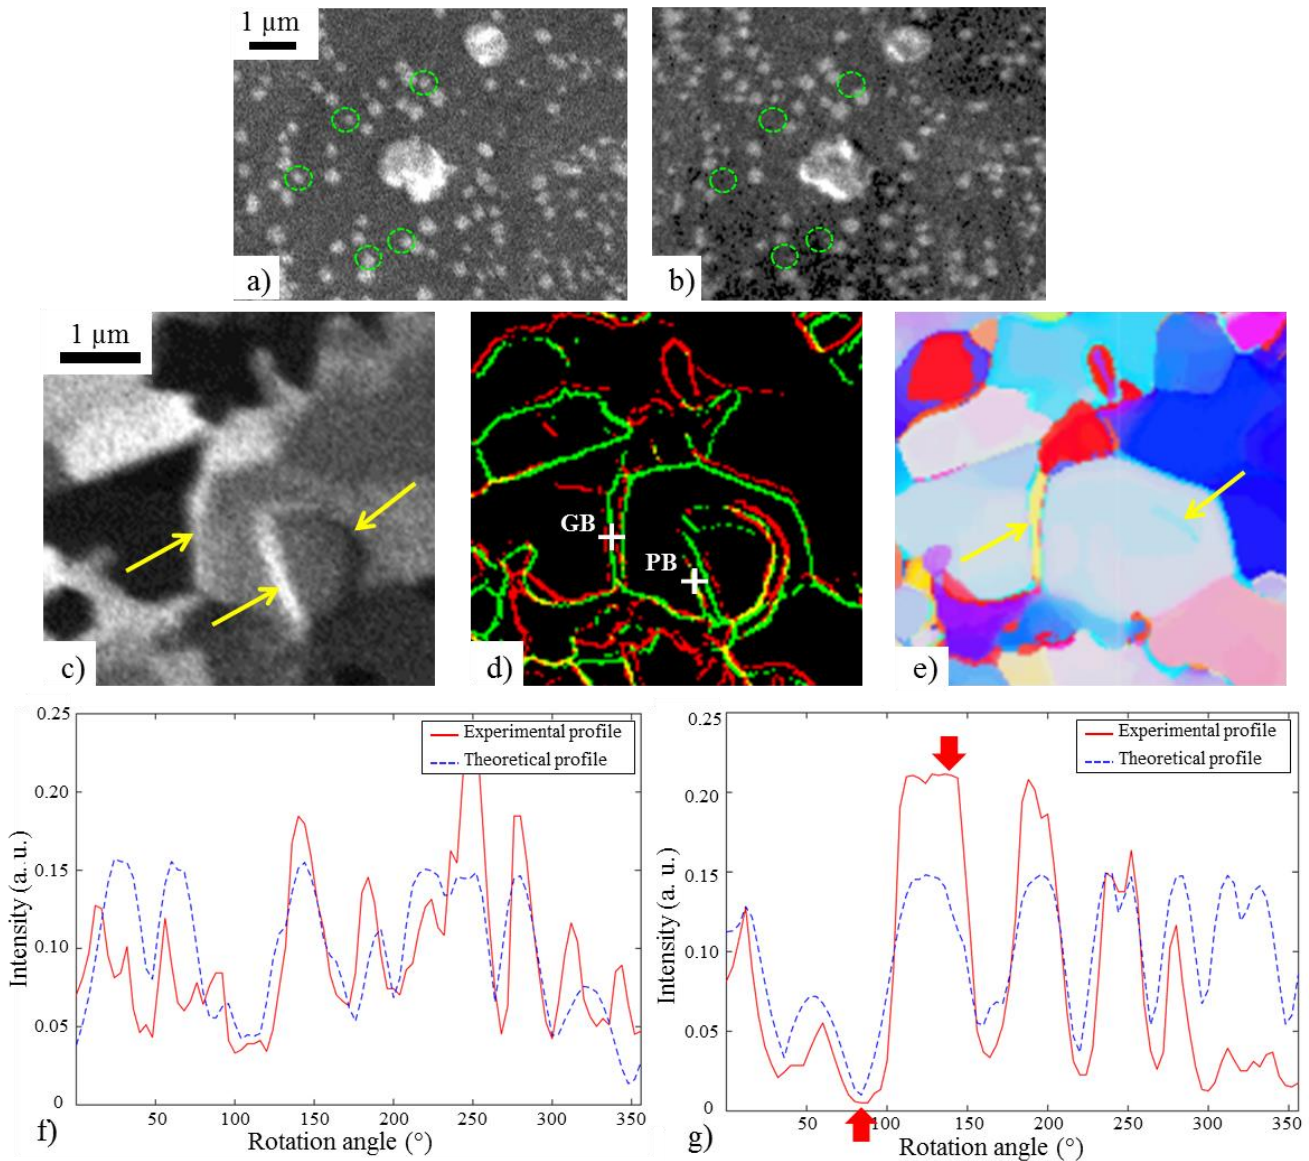 1 µm
a)
b)
1 µm
c)
GB
PB
d)
e)
0.25
0.20
0.15
0.10
0.05
0
Intensity (a. u.)
Experimental profile
Theoretical profile
50
100
150
200
250
300
350
Rotation angle (°)
f)
0.25
0.20
0.15
0.10
0.05
0
Intensity (a. u.)
Experimental profile
Theoretical profile
50
100
150
200
250
300
350
Rotation angle (°)
g)